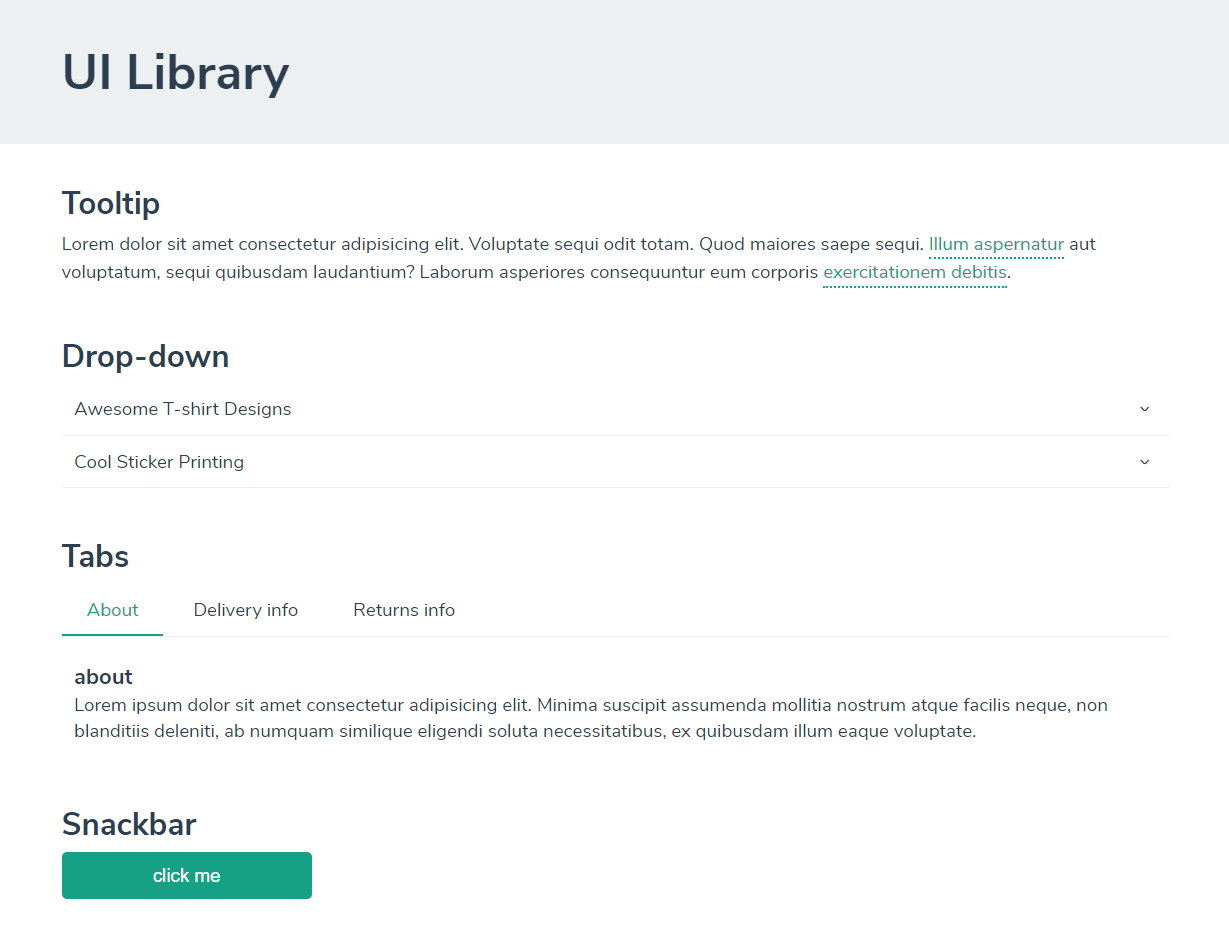 UI Library
Tooltip
Lorem dolor sit amet consectetur adipisicing elit. Voluptate sequi odit totam. Quod maiores saepe sequi. Illum aspernatur aut
voluptatum, sequi quibusdam laudantium? Laborum asperiores consequuntur eum corporis exercitationem debitis.
Drop-down
Awesome T-shirt Designs
Cool Sticker Printing
Tabs
About Delivery info Returns info
about
Lorem ipsum dolor sit amet consectetur adipisicing elit. Minima suscipit assumenda mollitia nostrum atque facilis neque, non
blanditiis deleniti, ab numquam similique eligendi soluta necessitatibus, ex quibusdam illum eaque voluptate.
Snackbar
click me